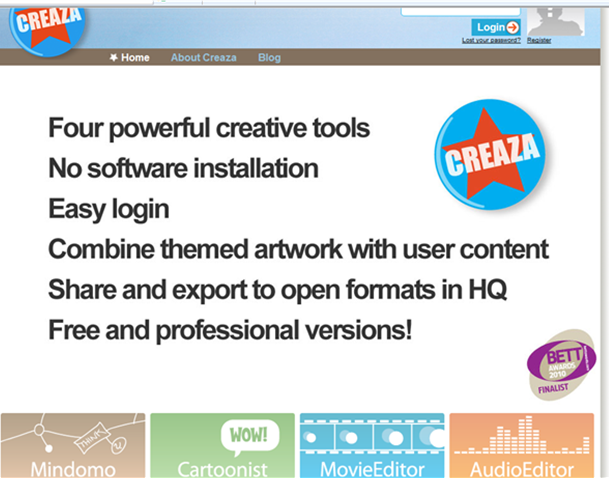 CREAZA
Login
Lost your password? Register
Home About Creaza Blog
Four powerful creative tools
No software installation
Easy login
Combine themed artwork with user content
Share and export to open formats in HQ
Free and professional versions!
CREAZA
BETT
AWARDS
2010
FINALIST
THINK
WOW!
Mindomo Cartoonist MovieEditor AudioEditor